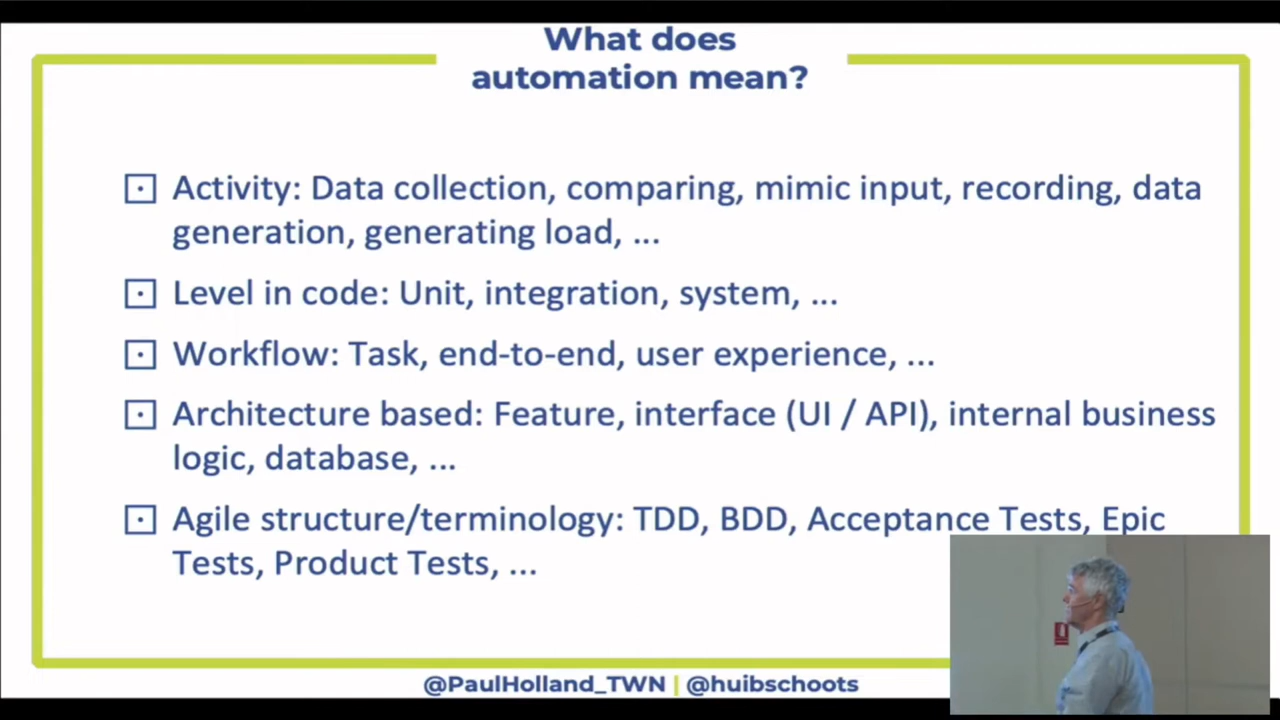 What does
automation mean?
Activity: Data collection, comparing, mimic input, recording, data
generation, generating load, ...
Level in code: Unit, integration, system, ...
Workflow: Task, end-to-end, user experience, ...
Architecture based: Feature, interface (UI / API), internal business
logic, database, ...
Agile structure/terminology: TDD, BDD, Acceptance Tests, Epic
Tests, Product Tests, ...
@PaulHolland_TWN | @huibschoots